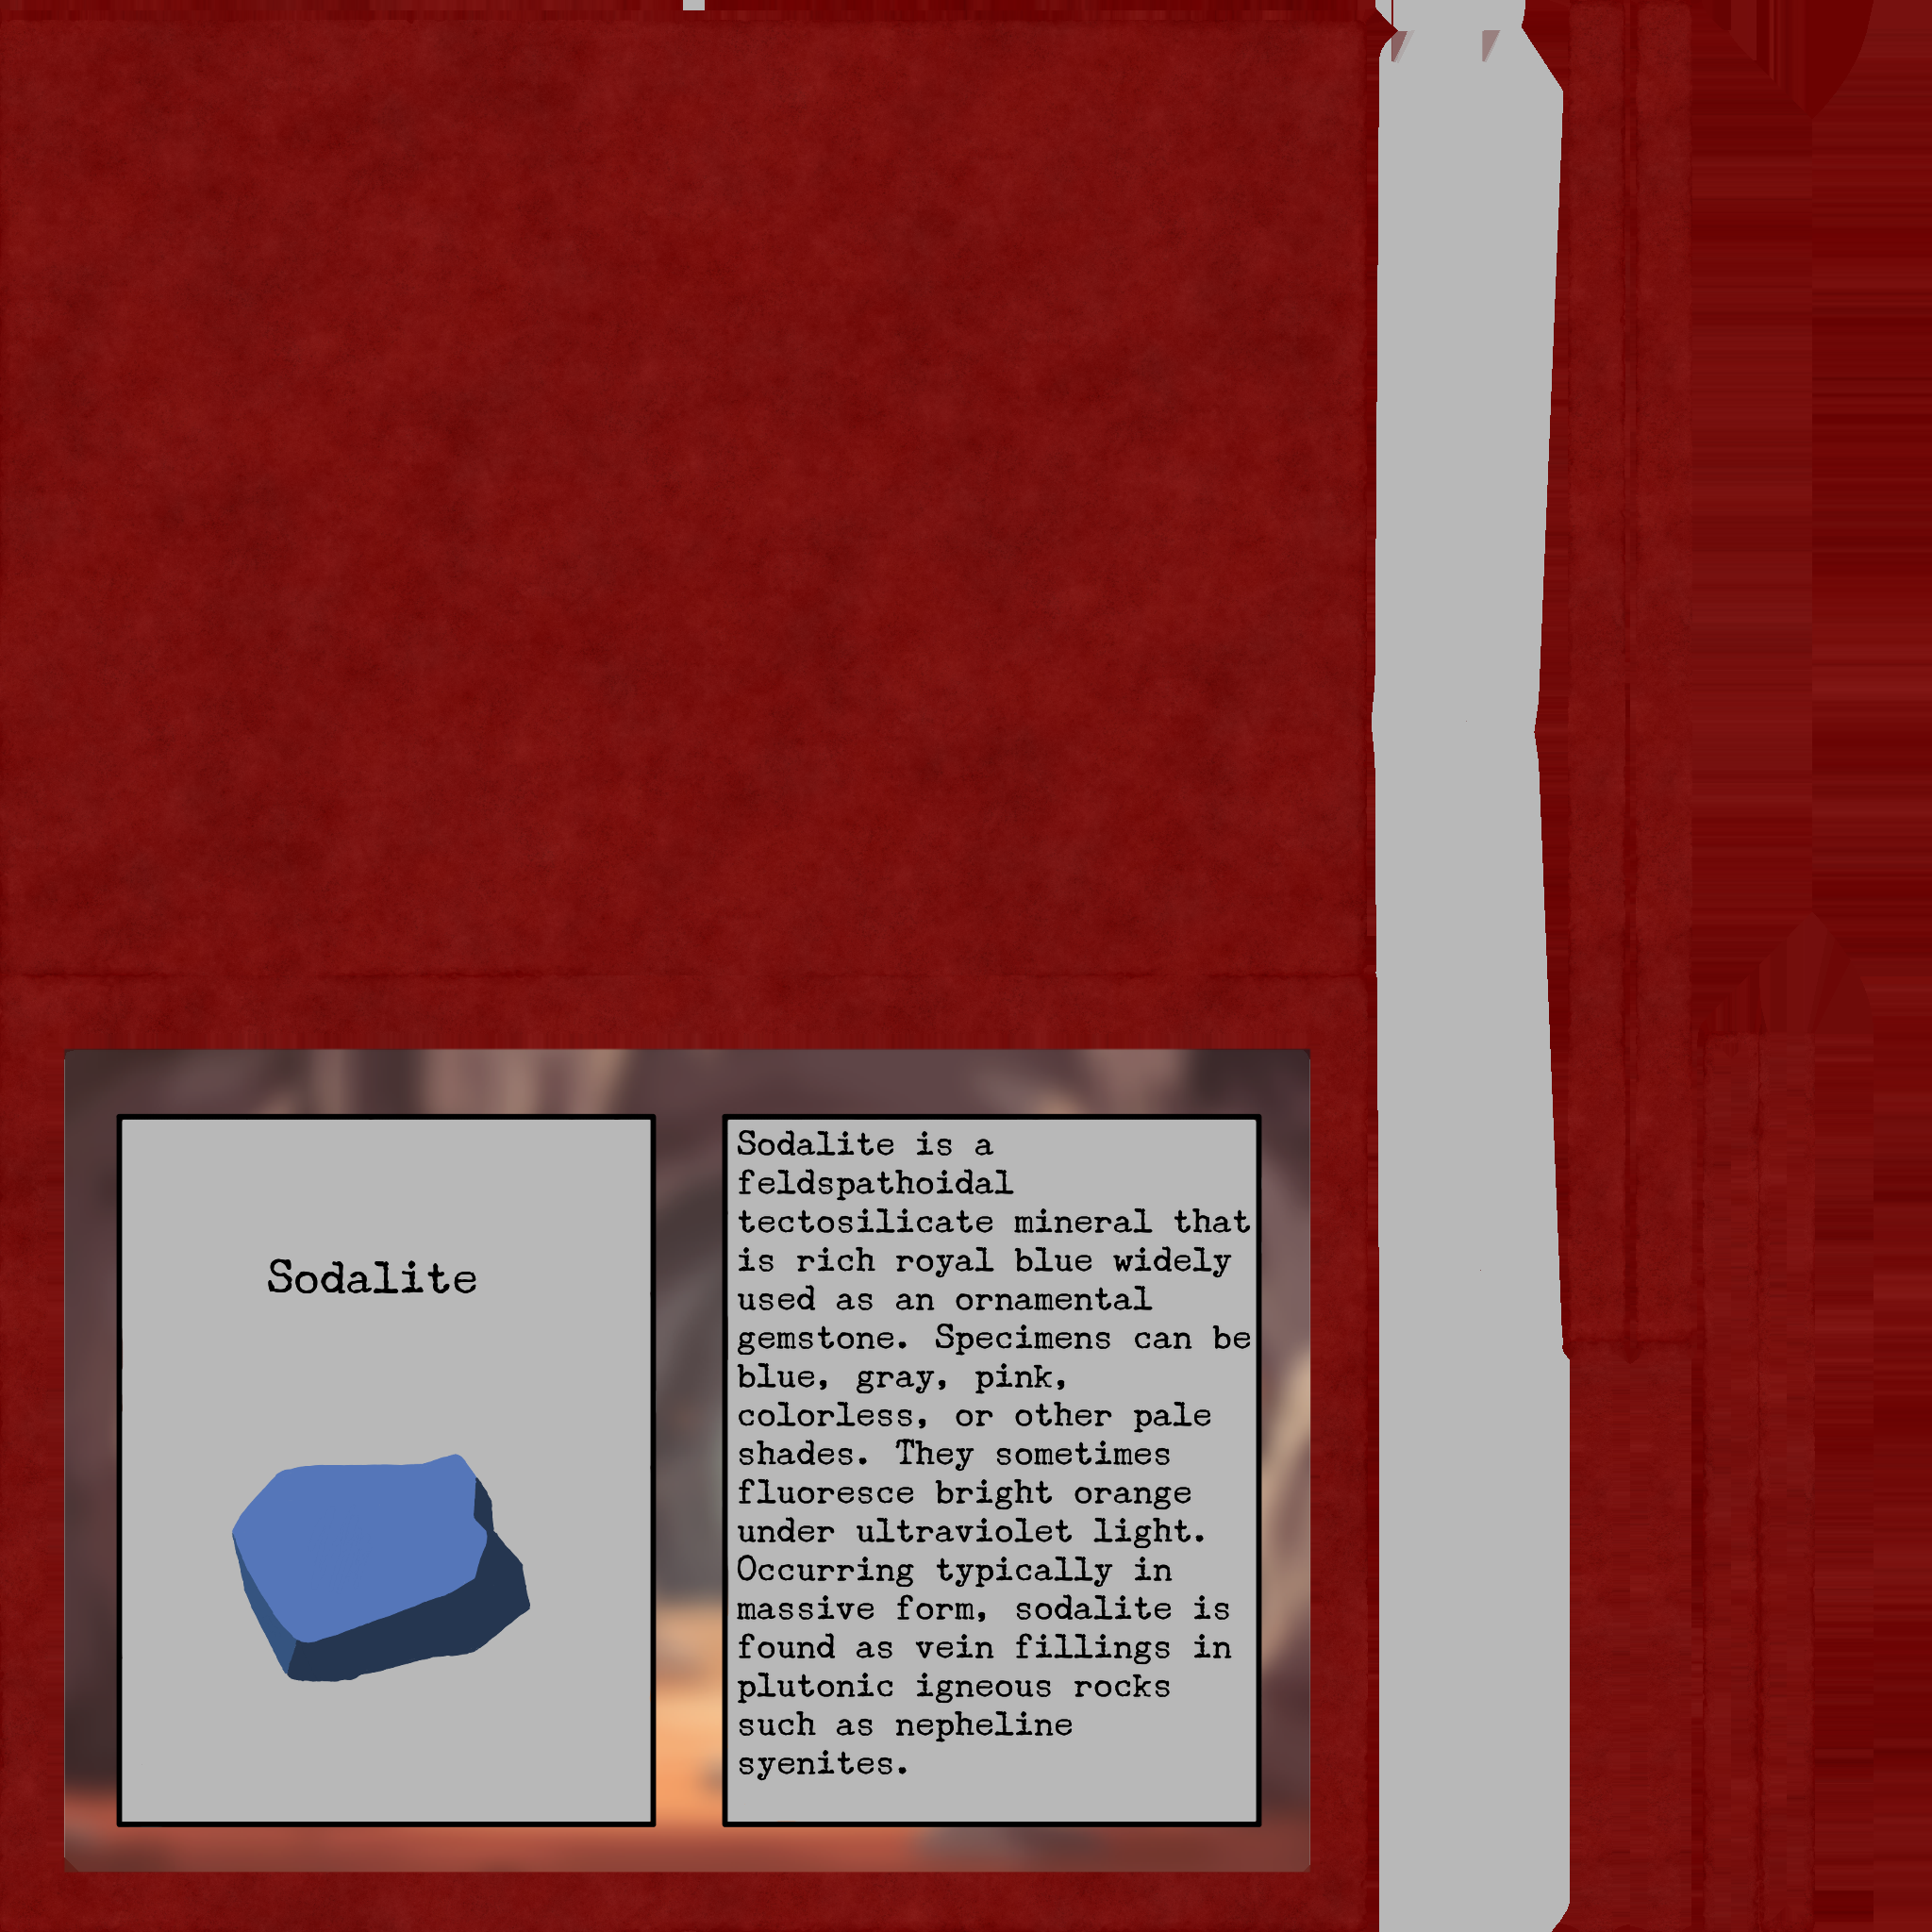 Sodalite
Sodalite is a
feldspathoidal
tectosilicate mineral that
is rich royal blue widely
used as an ornamental
gemstone. Specimens can be
blue, gray, pink,
colorless, or other pale
shades. They sometimes
fluoresce bright orange
under ultraviolet light.
Occurring typically in
massive form, sodalite is
found as vein fillings in
plutonic igneous rocks
such as nepheline
syenites.